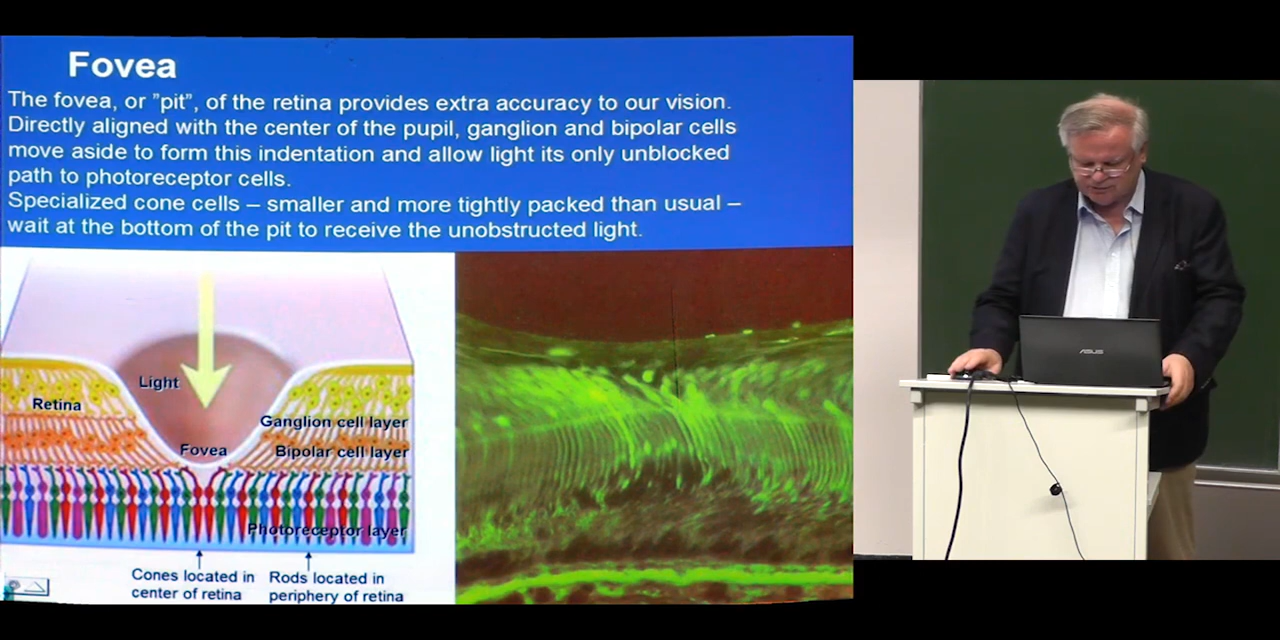 Fovea
The fovea, or ”pit”, of the retina provides extra accuracy to our vision.
Directly aligned with the center of the pupil, ganglion and bipolar cells
move aside to form this indentation and allow light its only unblocked
path to photoreceptor cells.
Specialized cone cells – smaller and more tightly packed than usual –
wait at the bottom of the pit to receive the unobstructed light.
Light
Retina
Ganglion cell layer
Fovea
Bipolar cell layer
Photoreceptor layer
Cones located in
center of retina
Rods located in
periphery of retina
ASUS